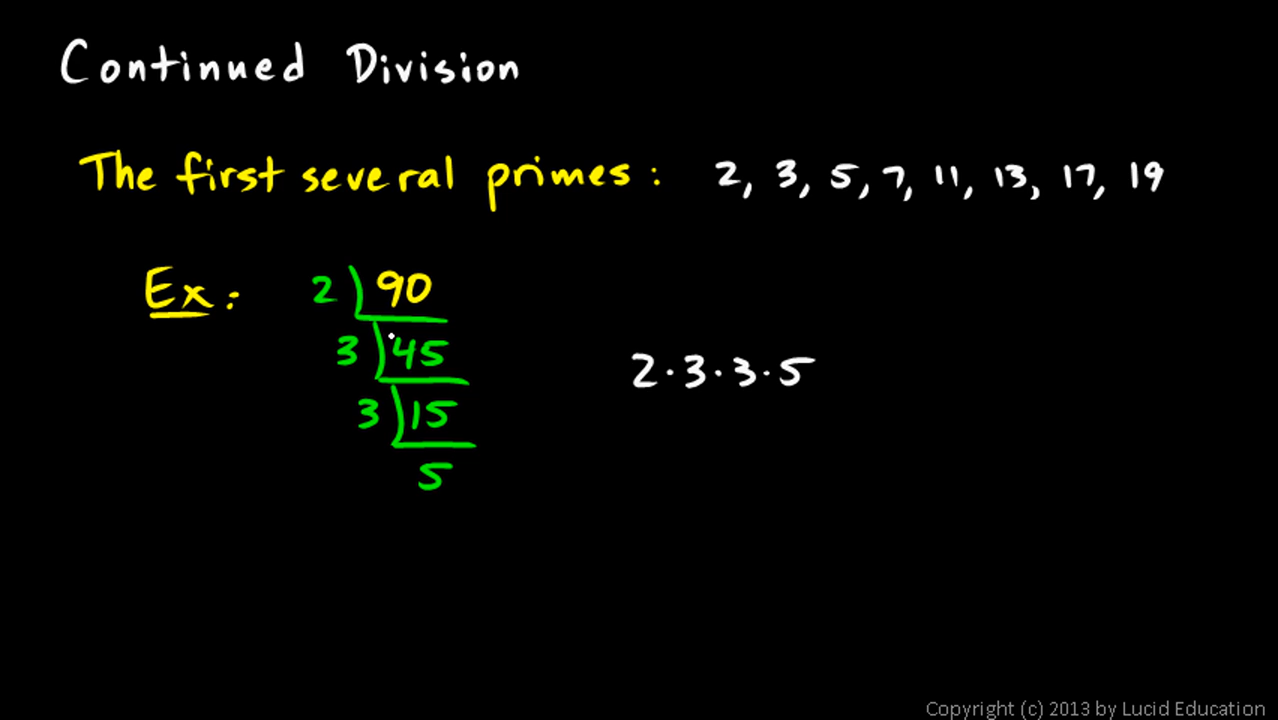 Continued Division
The first several primes: 2, 3, 5, 7, 11, 13, 17, 19
Ex: 2)90
3)45
3)15
5
2·3·3·5
Copyright (c) 2013 by Lucid Education